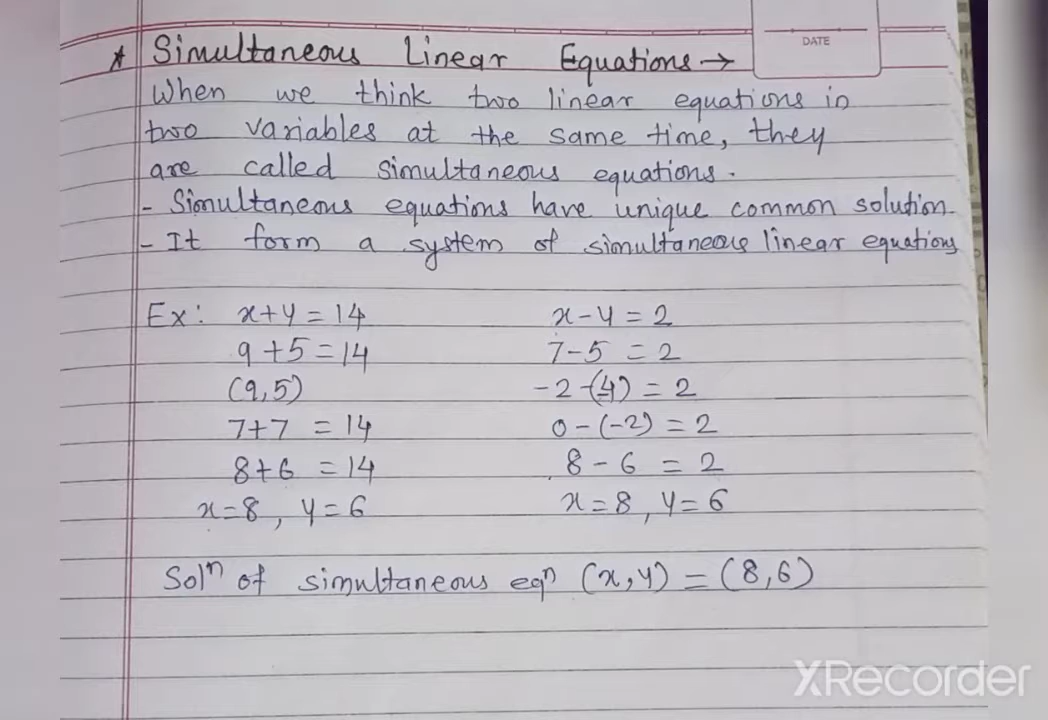 DATE
* Simultaneous Linear Equations →
When we think two linear equations in
two variables at the same time, they
are called simultaneous equations.
- Simultaneous equations have unique common solution.
- It form a system of simultaneous linear equations
Ex: x+y = 14 x-y = 2
9+5 = 14 7-5 = 2
(9,5) -2-(4) = 2
7+7 = 14 0-(-2) = 2
8+6 = 14 8-6 = 2
x=8, y=6 x=8, y=6
Solⁿ of simultaneous eqⁿ (x,y) = (8,6)
XRecorder